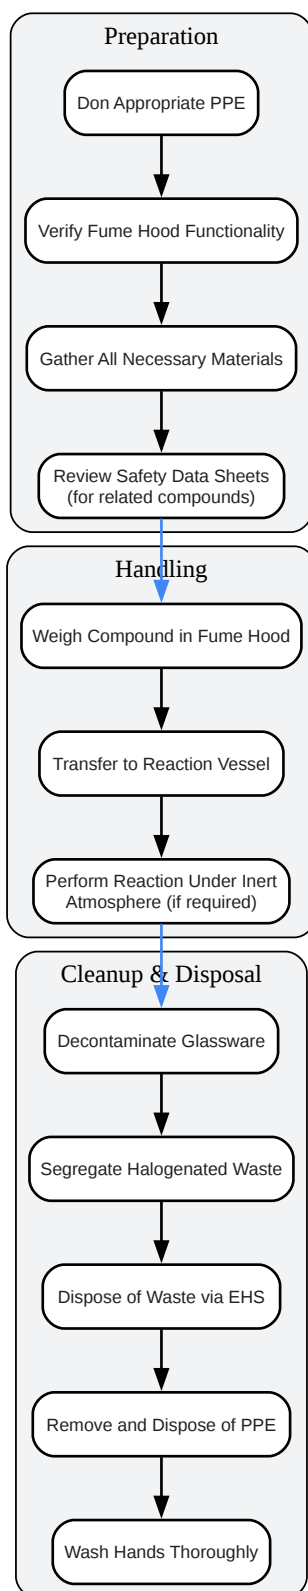 Preparation
Don Appropriate PPE
Verify Fume Hood Functionality
Gather All Necessary Materials
Review Safety Data Sheets
(for related compounds)
Handling
Weigh Compound in Fume Hood
Transfer to Reaction Vessel
Perform Reaction Under Inert
Atmosphere (if required)
Cleanup & Disposal
Decontaminate Glassware
Segregate Halogenated Waste
Dispose of Waste via EHS
Remove and Dispose of PPE
Wash Hands Thoroughly